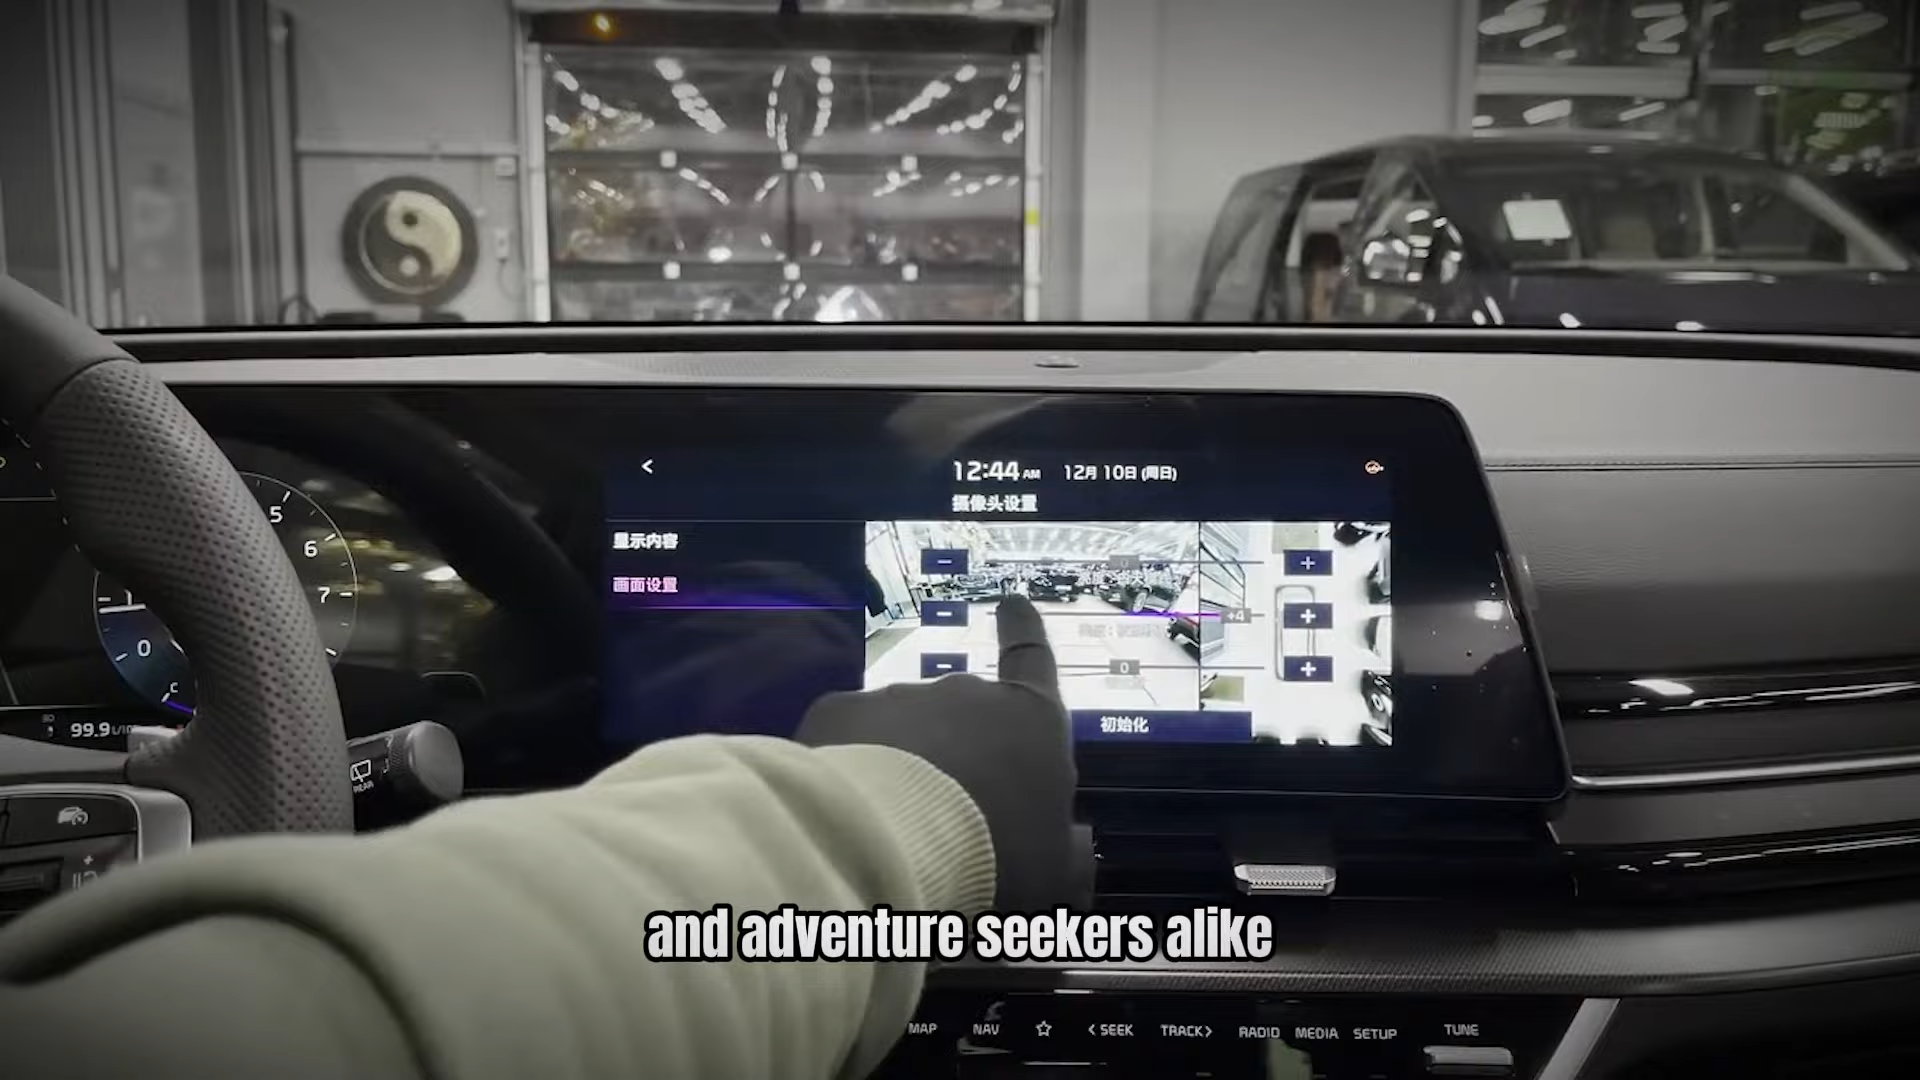 <
12:44 AM 12月 10日 (周日)
摄像头设置
显示内容
画面设置
+4
0
初始化
5
6
7
0
C
99.9
REAR
and adventure seekers alike
MAP NAV < SEEK TRACK > RADIO MEDIA SETUP TUNE